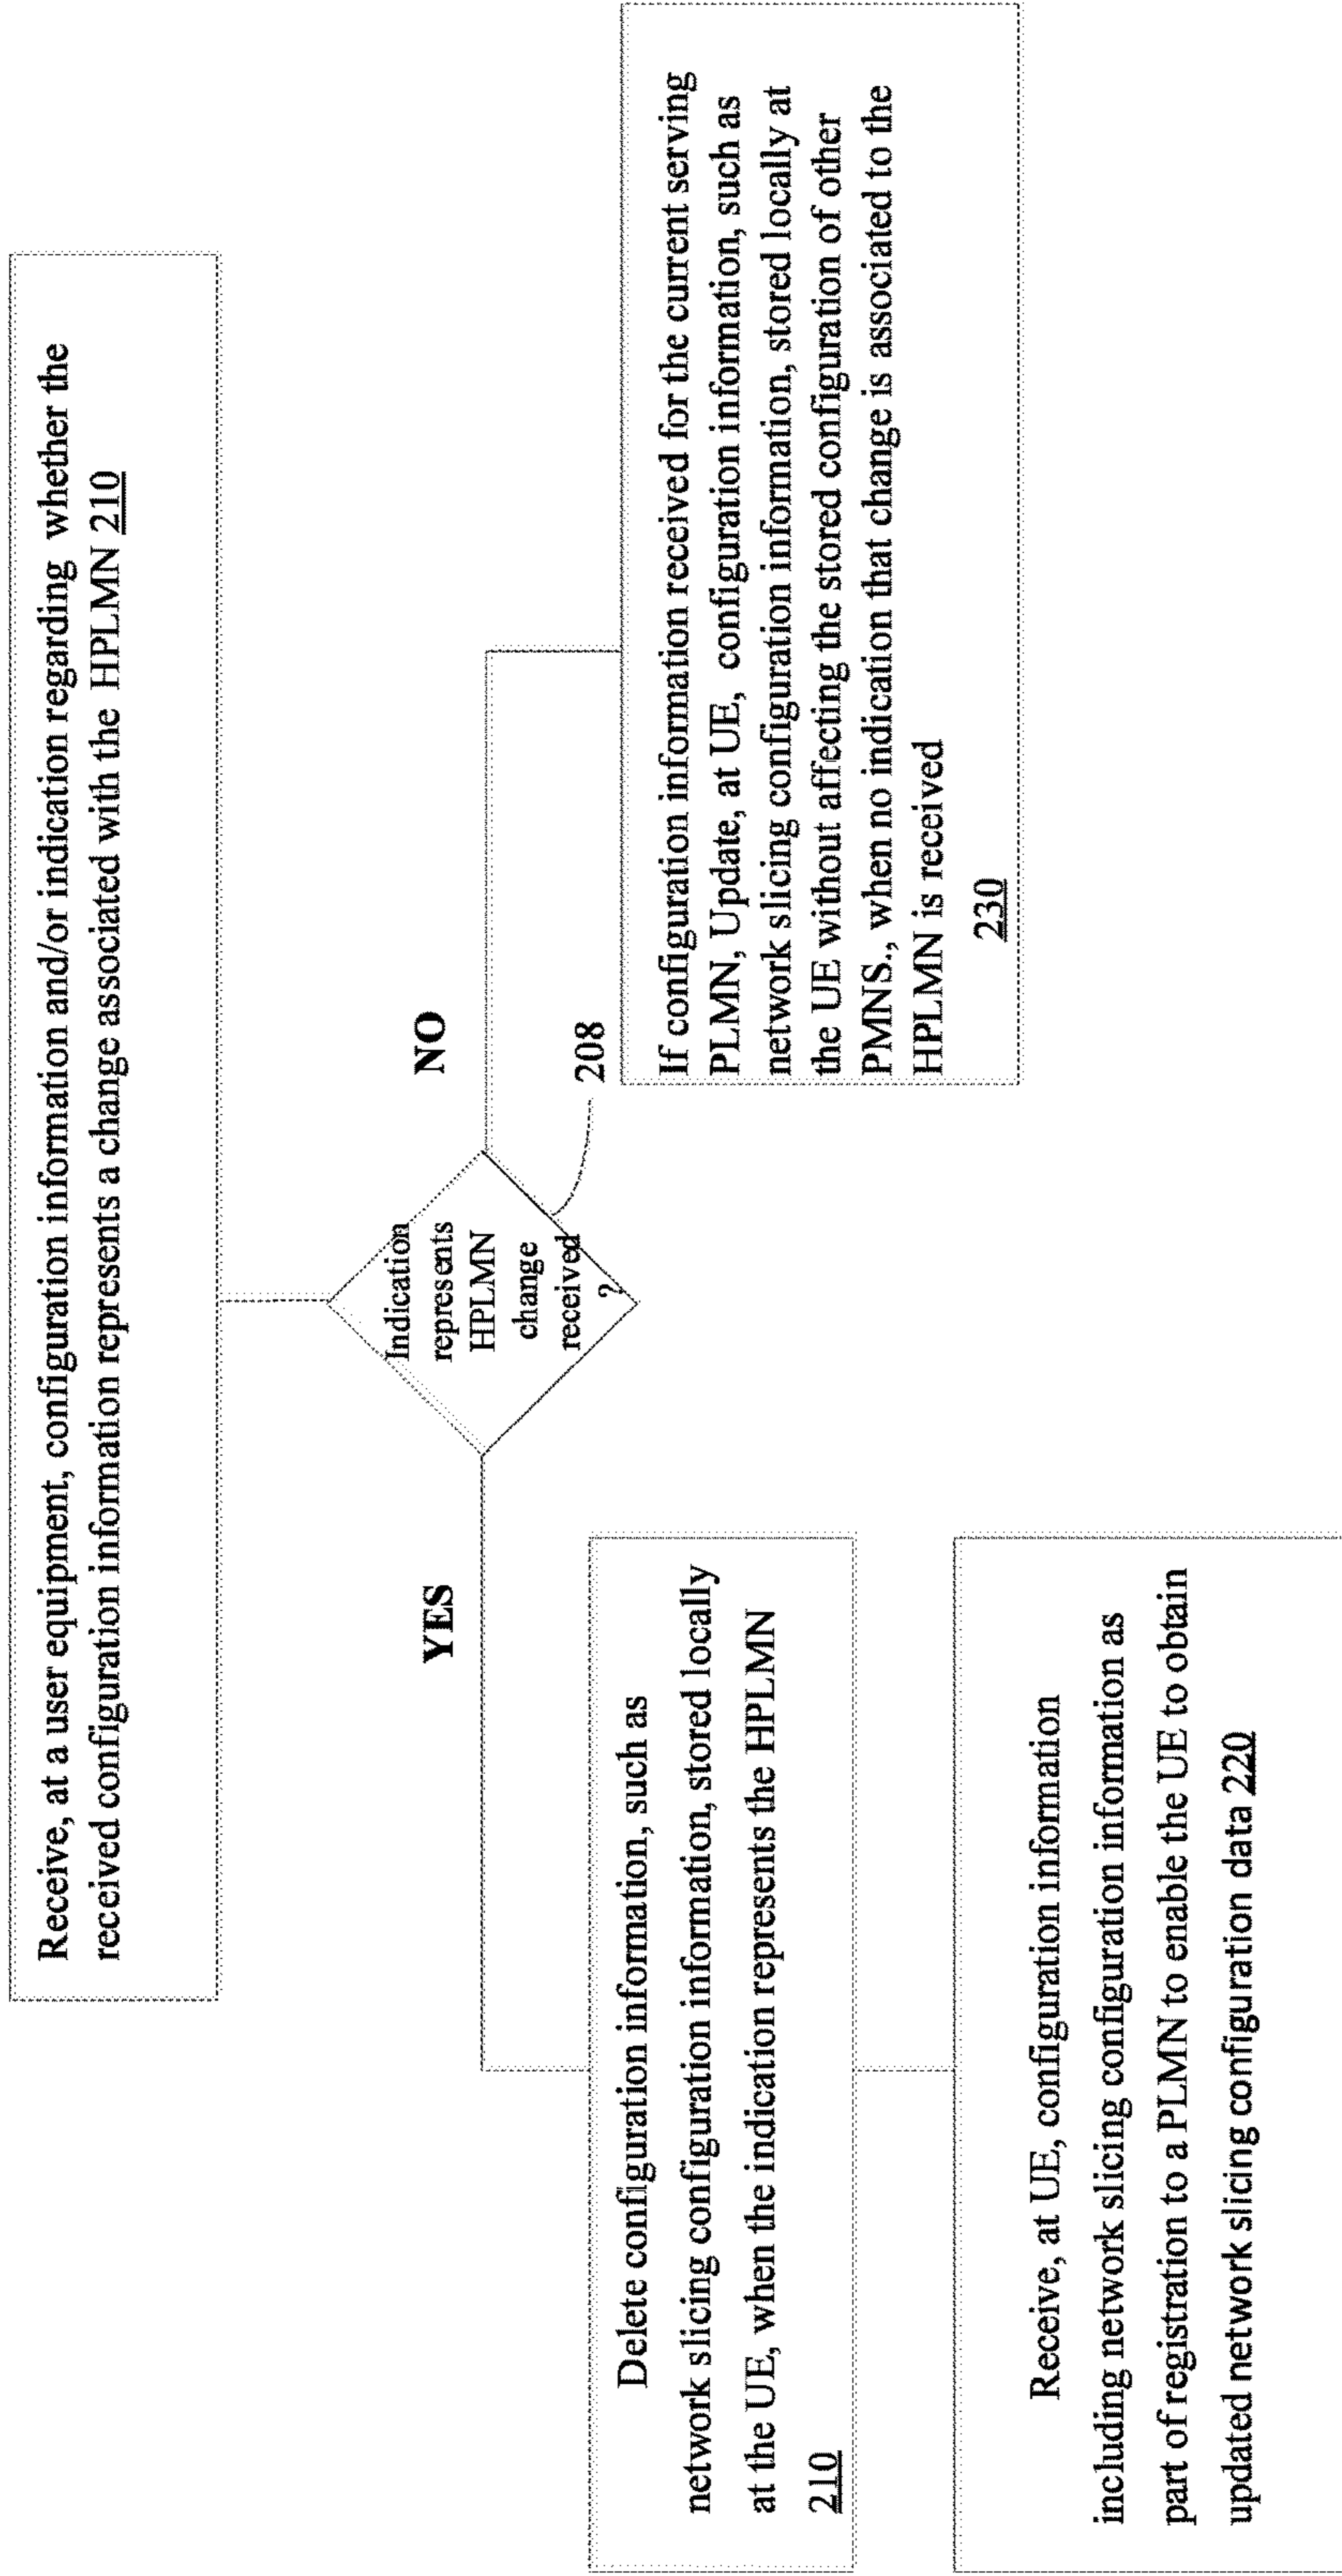 Receive, at a user equipment, configuration information and/or indication regarding whether the
received configuration information represents a change associated with the HPLMN 210
Indication
represents
HPLMN
change
received
?
YES
NO
208
Delete configuration information, such as
network slicing configuration information, stored locally
at the UE, when the indication represents the HPLMN
210
Receive, at UE, configuration information
including network slicing configuration information as
part of registration to a PLMN to enable the UE to obtain
updated network slicing configuration data 220
If configuration information received for the current serving
PLMN, Update, at UE, configuration information, such as
network slicing configuration information, stored locally at
the UE without affecting the stored configuration of other
PMNS., when no indication that change is associated to the
HPLMN is received
230